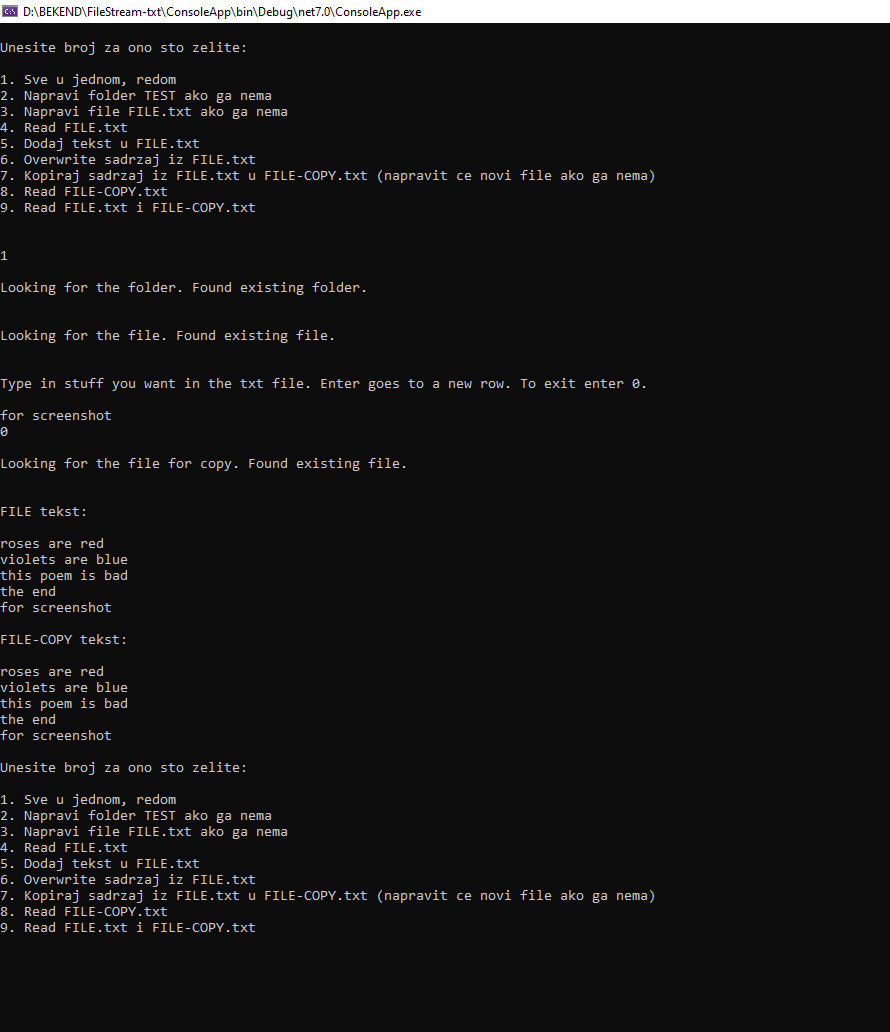 D:\BEKEND\FileStream-txt\ConsoleApp\bin\Debug\net7.0\ConsoleApp.exe
Unesite broj za ono sto zelite:
1. Sve u jednom, redom
2. Napravi folder TEST ako ga nema
3. Napravi file FILE.txt ako ga nema
4. Read FILE.txt
5. Dodaj tekst u FILE.txt
6. Overwrite sadrzaj iz FILE.txt
7. Kopiraj sadrzaj iz FILE.txt u FILE-COPY.txt (napravit ce novi file ako ga nema)
8. Read FILE-COPY.txt
9. Read FILE.txt i FILE-COPY.txt
1
Looking for the folder. Found existing folder.
Looking for the file. Found existing file.
Type in stuff you want in the txt file. Enter goes to a new row. To exit enter 0.
for screenshot
0
Looking for the file for copy. Found existing file.
FILE tekst:
roses are red
violets are blue
this poem is bad
the end
for screenshot
FILE-COPY tekst:
roses are red
violets are blue
this poem is bad
the end
for screenshot
Unesite broj za ono sto zelite:
1. Sve u jednom, redom
2. Napravi folder TEST ako ga nema
3. Napravi file FILE.txt ako ga nema
4. Read FILE.txt
5. Dodaj tekst u FILE.txt
6. Overwrite sadrzaj iz FILE.txt
7. Kopiraj sadrzaj iz FILE.txt u FILE-COPY.txt (napravit ce novi file ako ga nema)
8. Read FILE-COPY.txt
9. Read FILE.txt i FILE-COPY.txt